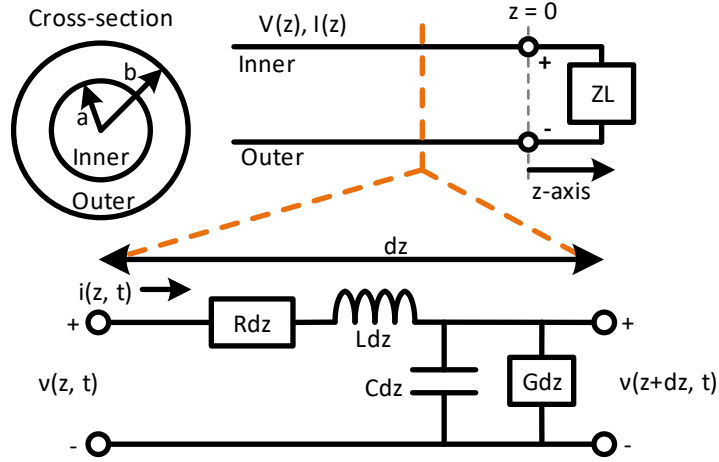 Cross-section
b
a
Inner
Outer
V(z), I(z)
z = 0
Inner
+
ZL
-
Outer
z-axis
dz
i(z, t)
+
Rdz
Ldz
+
ν(z, t)
Cdz
Gdz
ν(z+dz, t)
-
-